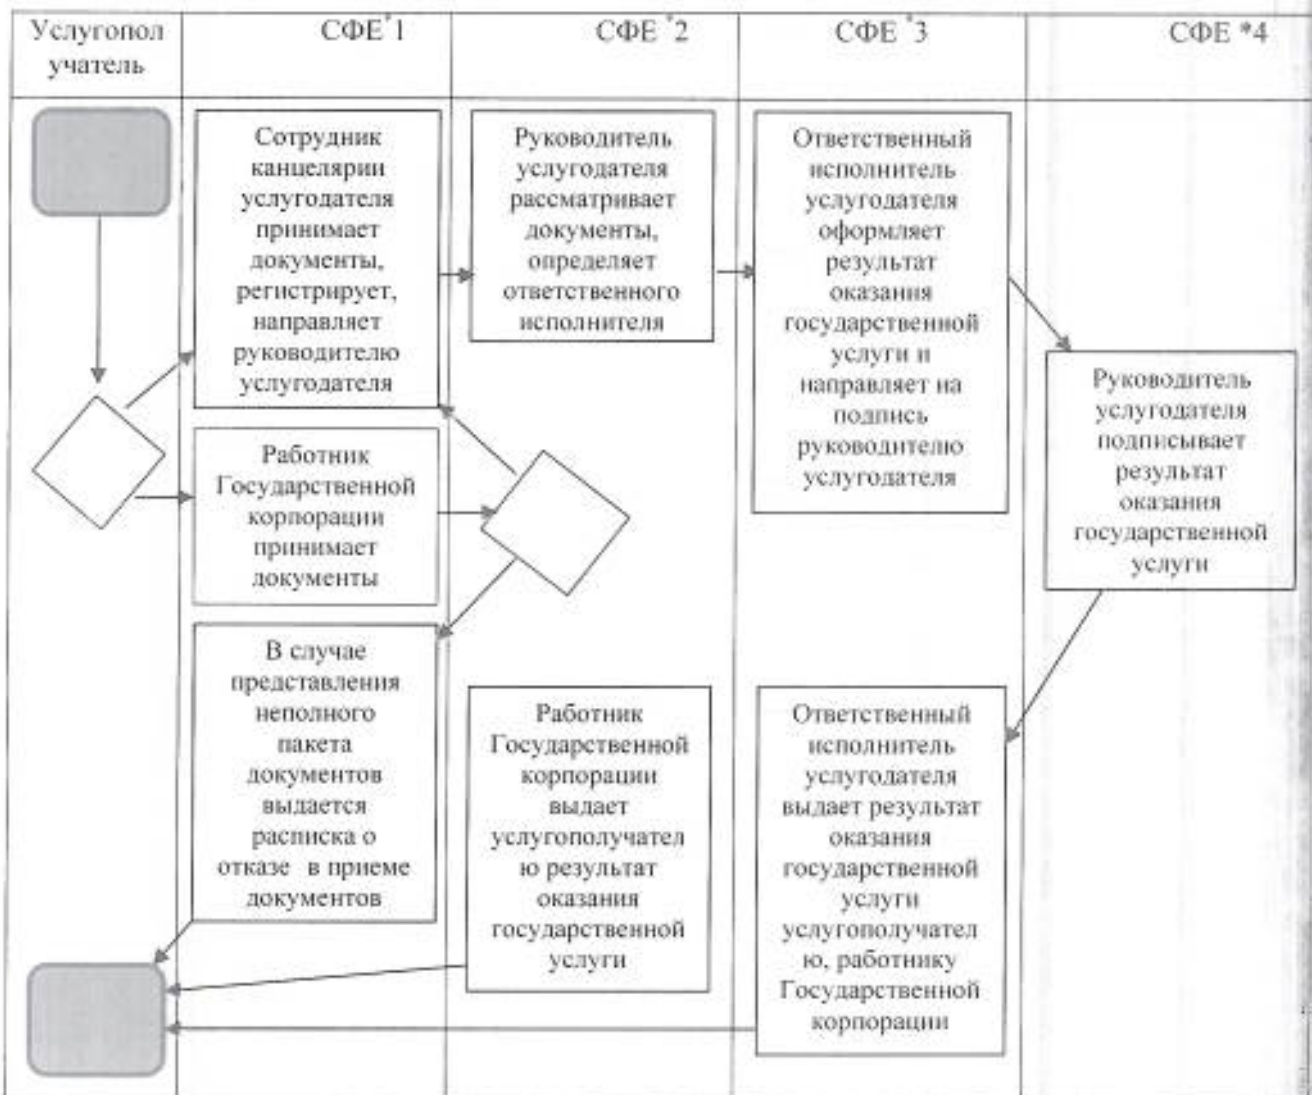 Услугопол
учатель
СФЕ*1
СФЕ*2
СФЕ*3
СФЕ *4
Сотрудник
канцелярии
услугодателя
принимает
документы,
регистрирует,
направляет
руководителю
услугодателя
Руководитель
услугодателя
рассматривает
документы,
определяет
ответственного
исполнителя
Ответственный
исполнитель
услугодателя
оформляет
результат
оказания
государственной
услуги и
направляет на
подпись
руководителю
услугодателя
Руководитель
услугодателя
подписывает
результат
оказания
государственной
услуги
Работник
Государственной
корпорации
принимает
документы
В случае
представления
неполного
пакета
документов
выдается
расписка о
отказе в приеме
документов
Работник
Государственной
корпорации
выдает
услугополучател
ю результат
оказания
государственной
услуги
Ответственный
исполнитель
услугодателя
выдает результат
оказания
государственной
услуги
услугополучател
ю, работнику
Государственной
корпорации